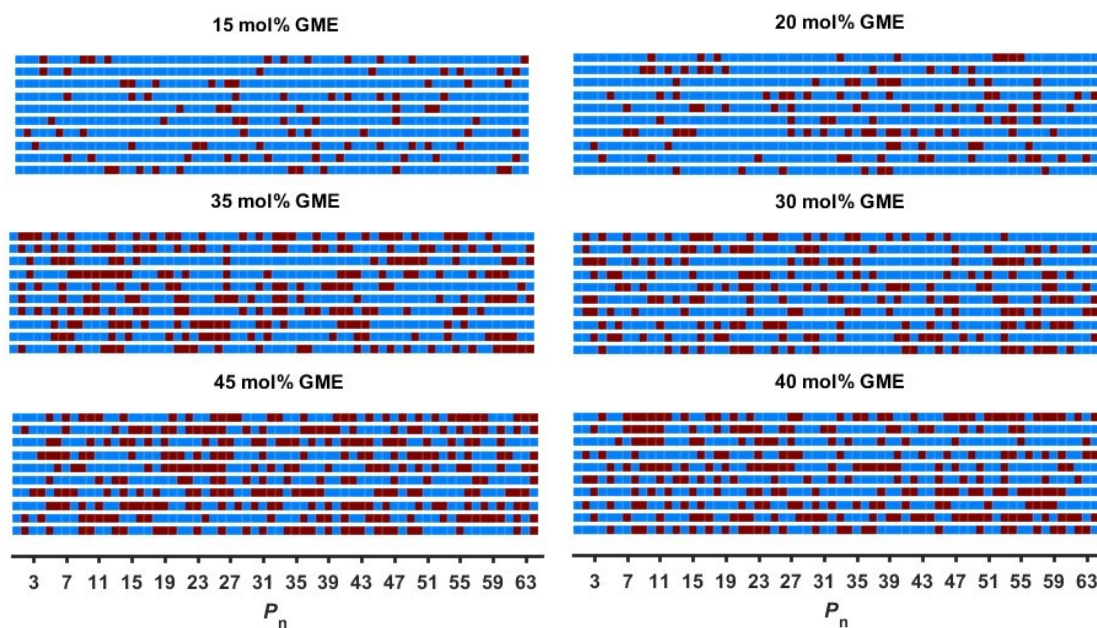 15 mol% GME
20 mol% GME
35 mol% GME
30 mol% GME
45 mol% GME
40 mol% GME
3 7 11 15 19 23 27 31 35 39 43 47 51 55 59 63
3 7 11 15 19 23 27 31 35 39 43 47 51 55 59 63
Pn
Pn